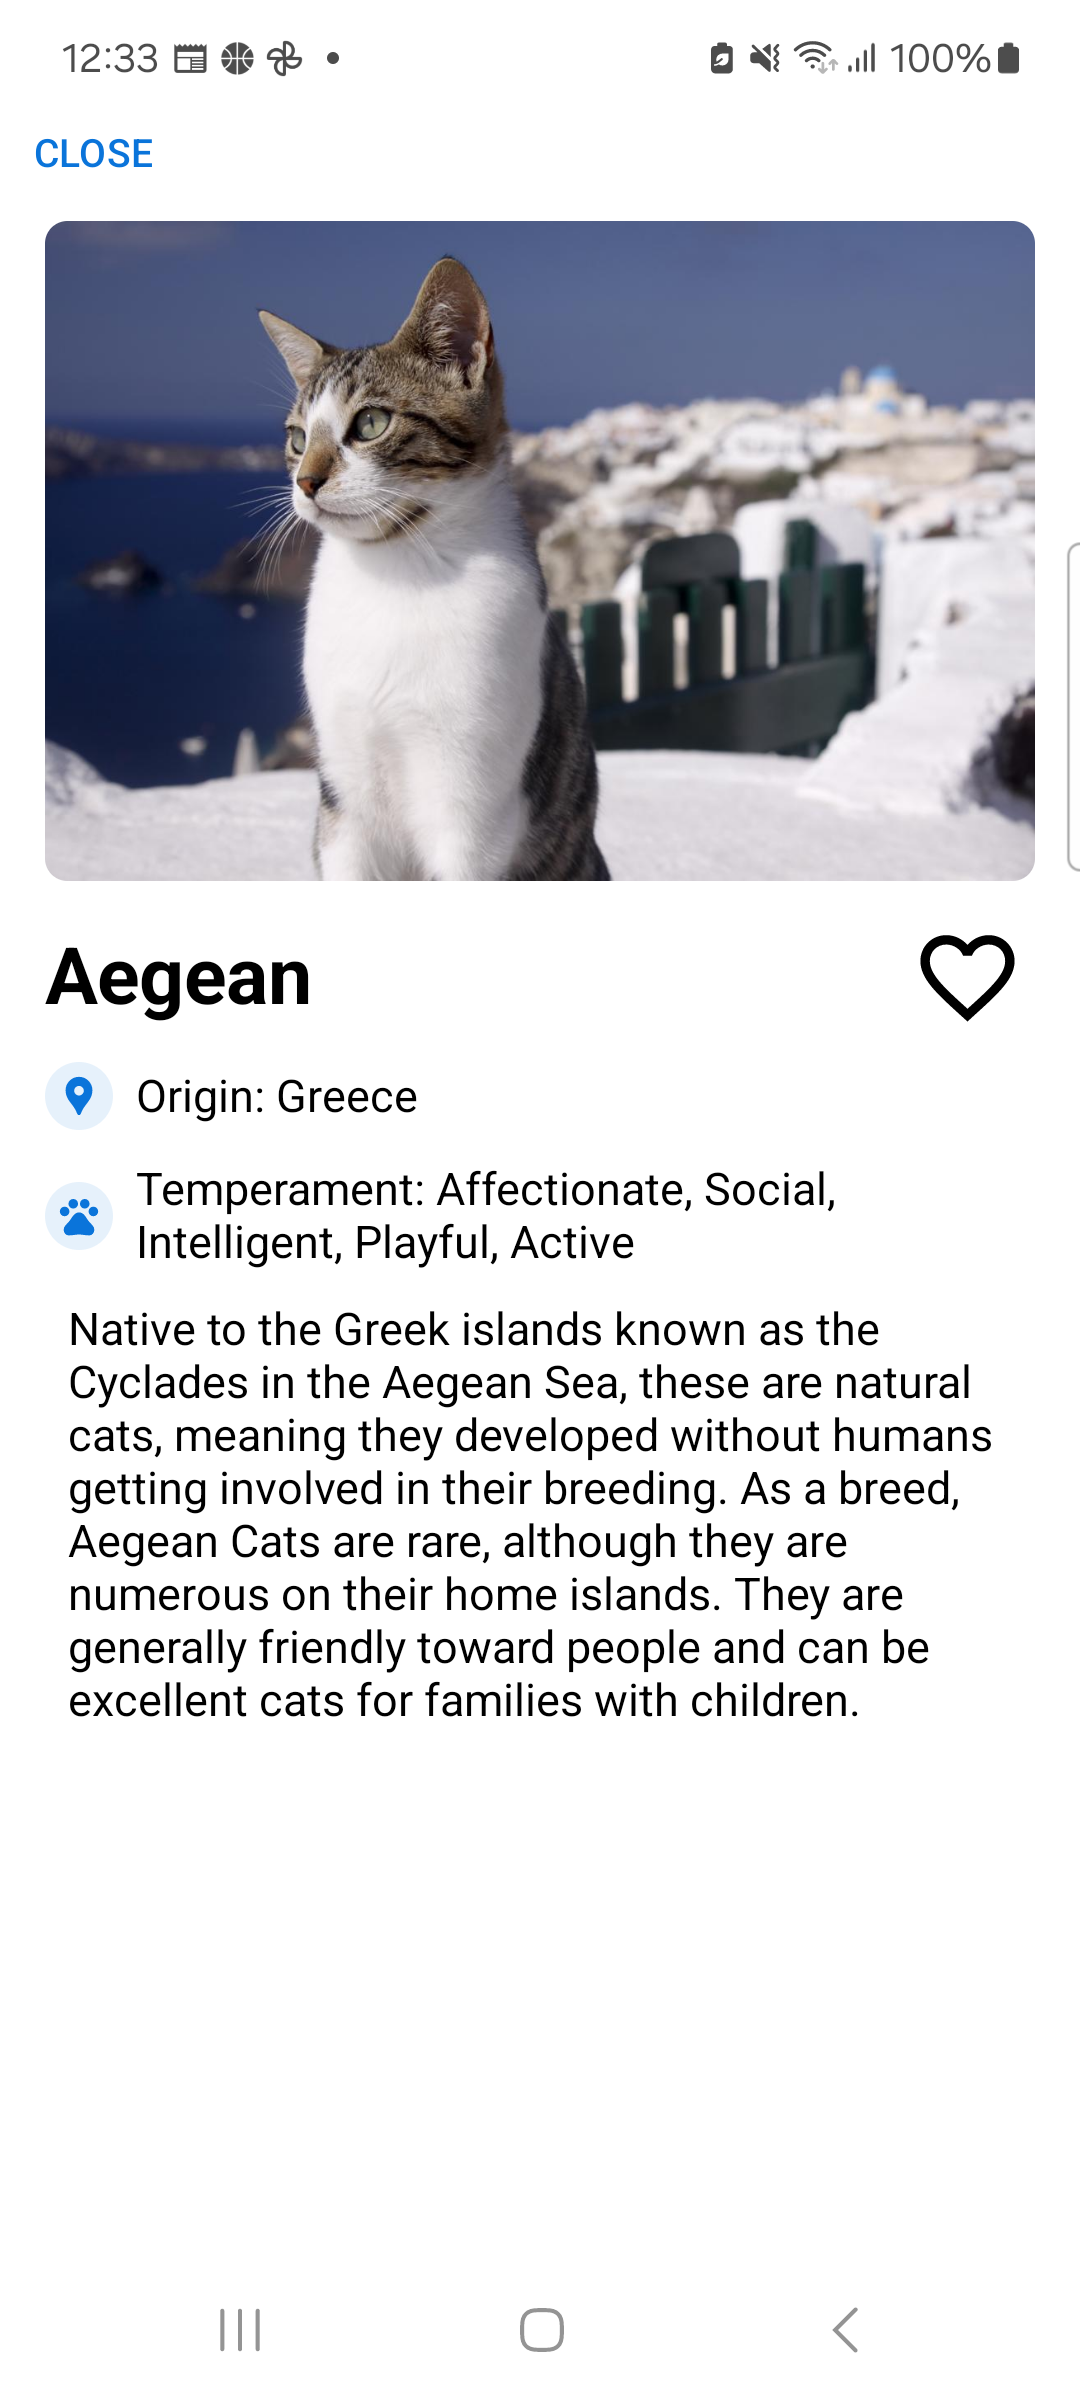 12:33
100%
CLOSE
Aegean
Origin: Greece
Temperament: Affectionate, Social,
Intelligent, Playful, Active
Native to the Greek islands known as the
Cyclades in the Aegean Sea, these are natural
cats, meaning they developed without humans
getting involved in their breeding. As a breed,
Aegean Cats are rare, although they are
numerous on their home islands. They are
generally friendly toward people and can be
excellent cats for families with children.